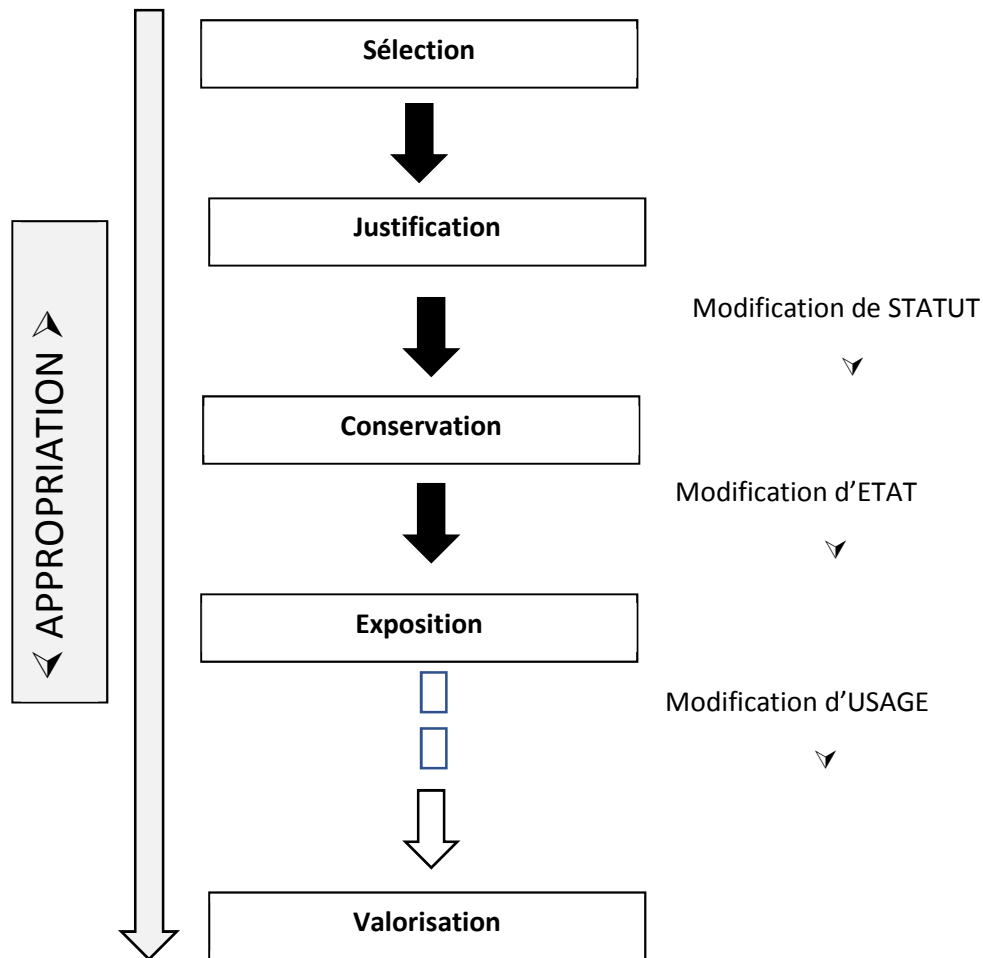 Sélection
Justification
Modification de STATUT
APPROPRIATION
Conservation
Modification d’ETAT
Exposition
Modification d’USAGE
Valorisation